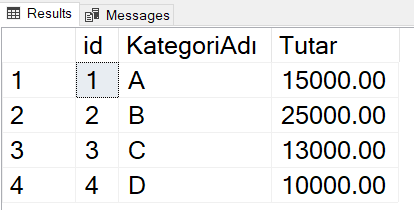 Results Messages
id KategoriAdı Tutar
1 1 A 15000.00
2 2 B 25000.00
3 3 C 13000.00
4 4 D 10000.00